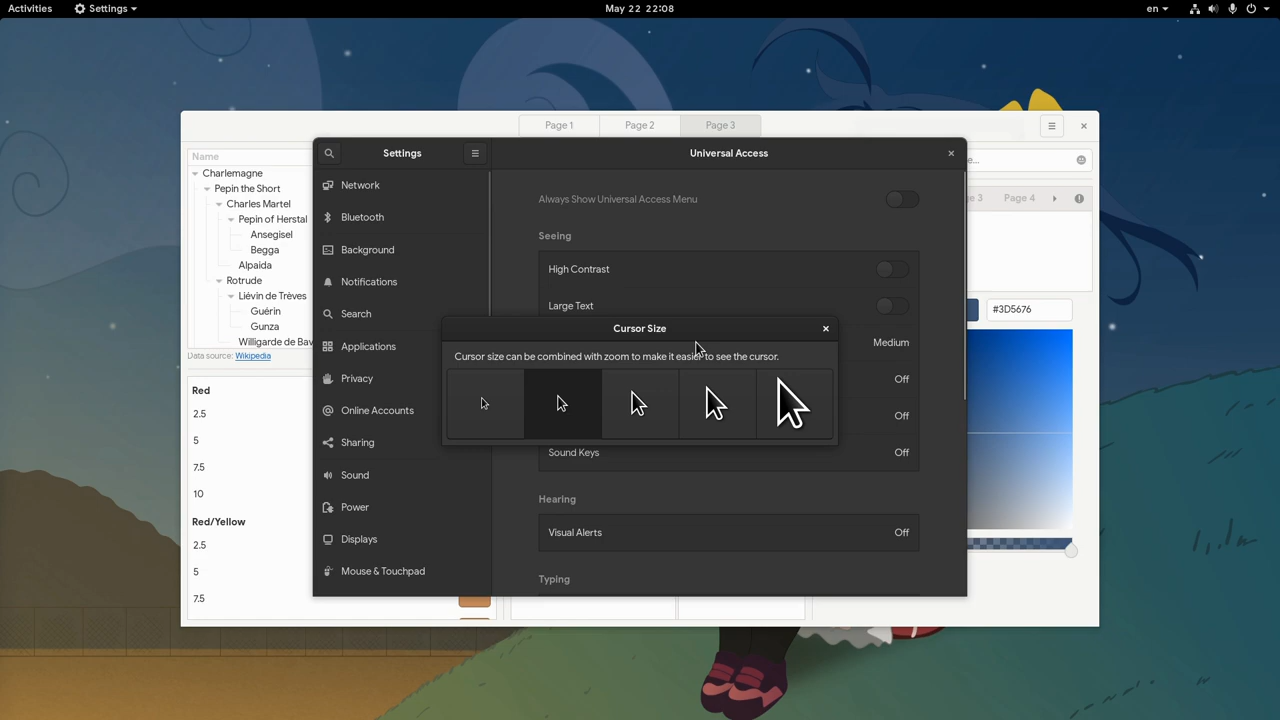 Activities
Settings
May 22 22:08
en
Page 1
Page 2
Page 3
Name
Charlemagne
Pepin the Short
Charles Martel
Pepin of Herstal
Ansegisel
Begga
Alpaida
Rotrude
Liévin de Trèves
Guérin
Gunza
Willigarde de Bav
Data source: Wikipedia
Red
2.5
5
7.5
10
Red/Yellow
2.5
5
7.5
Settings
Network
Bluetooth
Background
Notifications
Search
Applications
Privacy
Online Accounts
Sharing
Sound
Power
Displays
Mouse & Touchpad
Universal Access
Always Show Universal Access Menu
Seeing
High Contrast
Large Text
Medium
Off
Off
Sound Keys
Off
Hearing
Visual Alerts
Off
Typing
Cursor Size
Cursor size can be combined with zoom to make it easier to see the cursor.
e...
e 3
Page 4
#3D5676